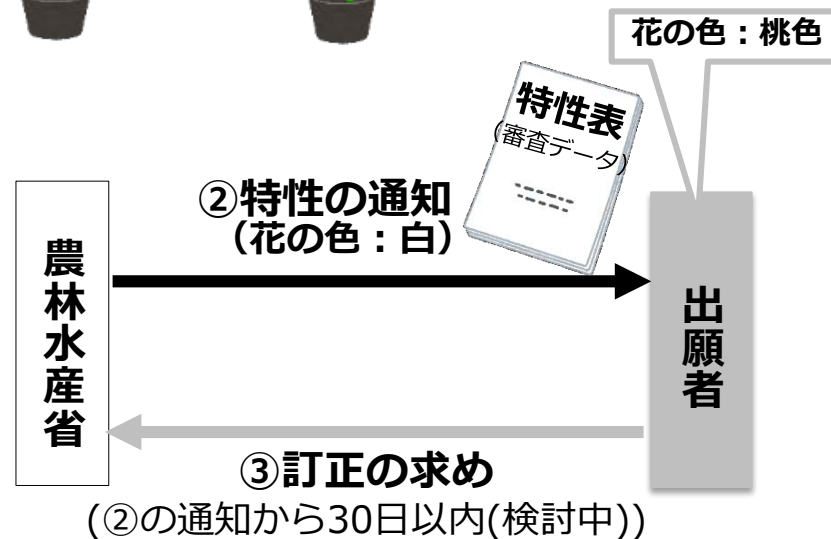 花の色：桃色
特性表
(審査データ)
②特性の通知
（花の色：白）
農林水産省
出願者
③訂正の求め
(②の通知から30日以内(検討中))